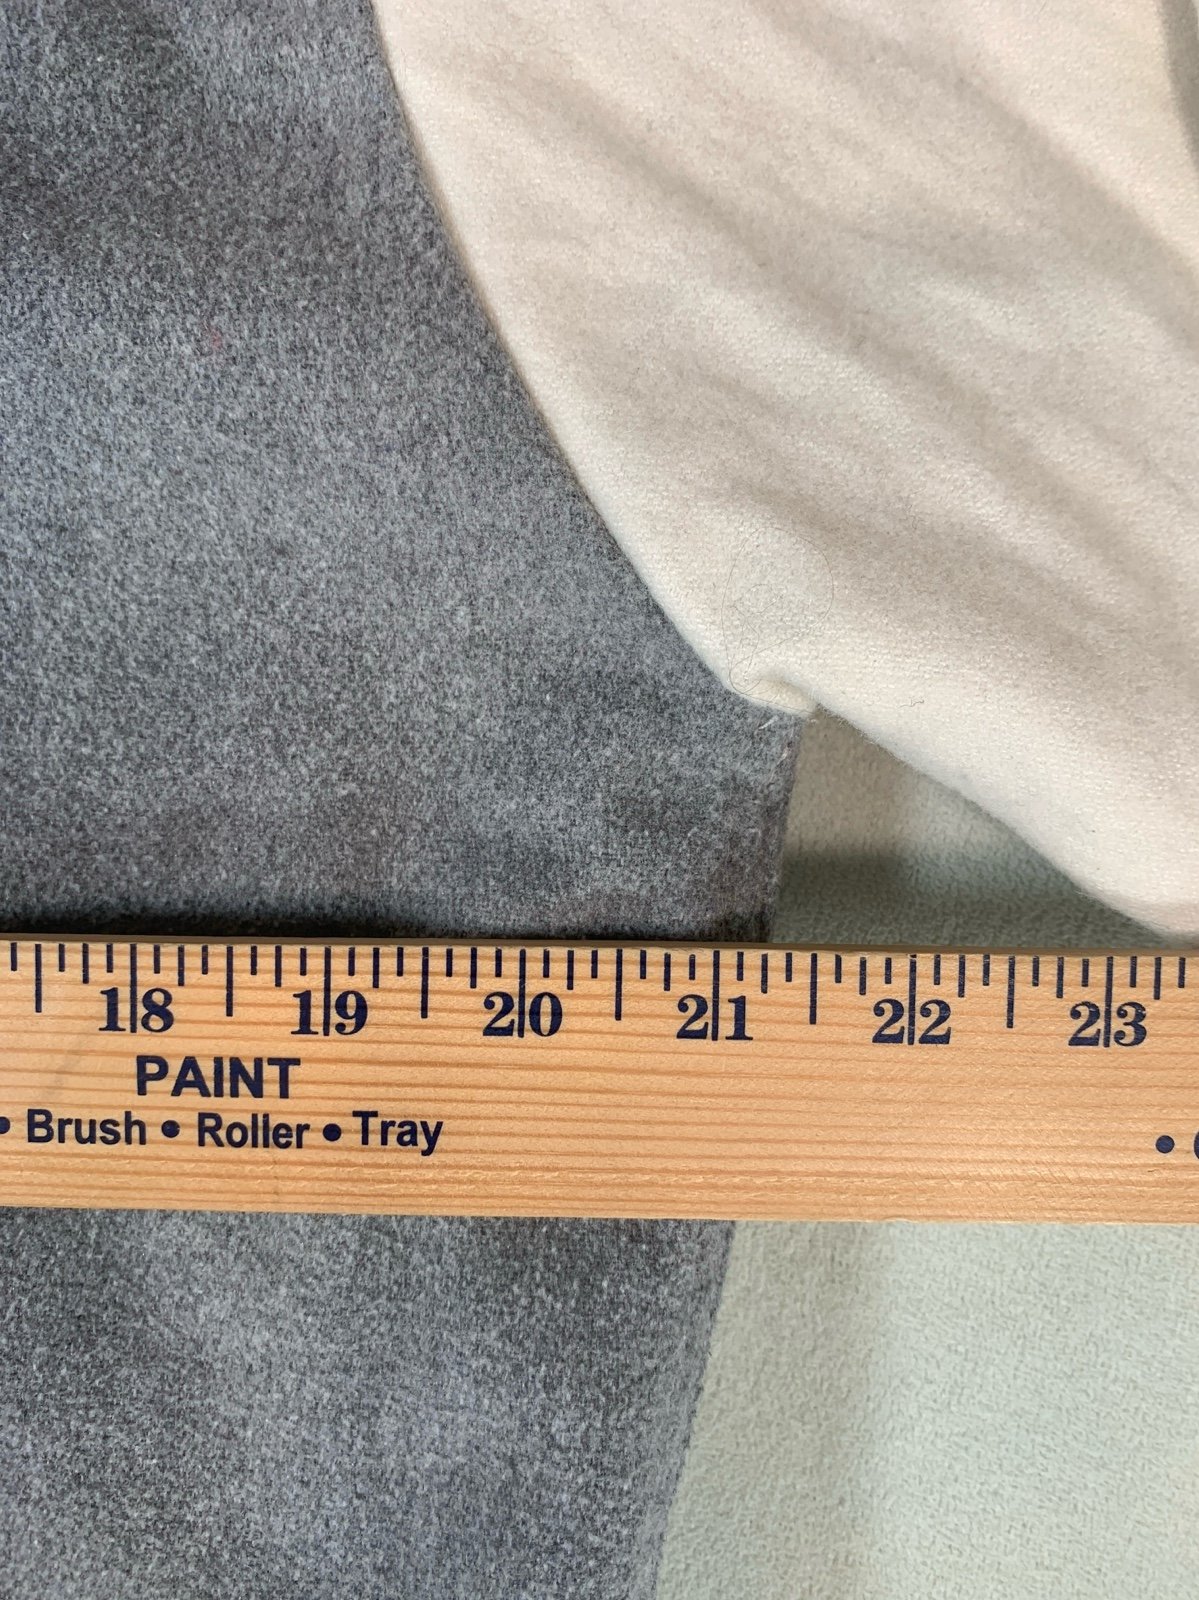 18 19 20 21 22 23
PAINT
• Brush • Roller • Tray •